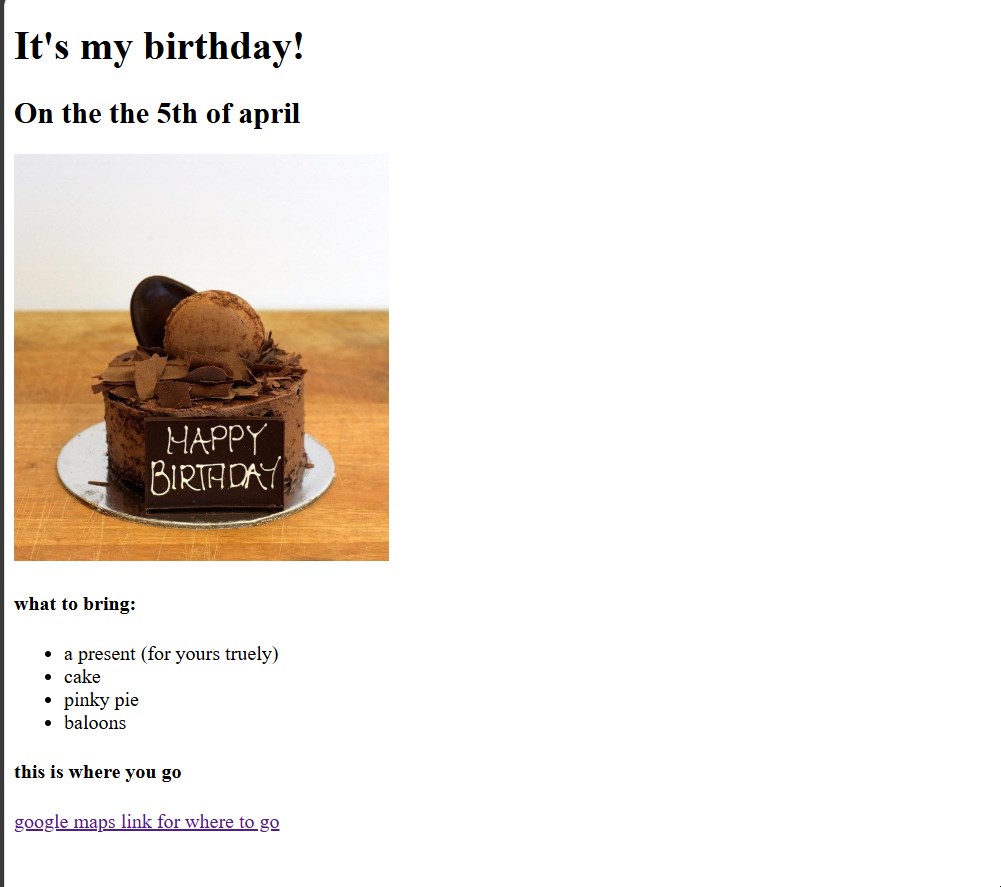 It's my birthday!
On the the 5th of april
HAPPY
BIRTHDAY
what to bring:
a present (for yours truely)
cake
pinky pie
baloons
this is where you go
google maps link for where to go